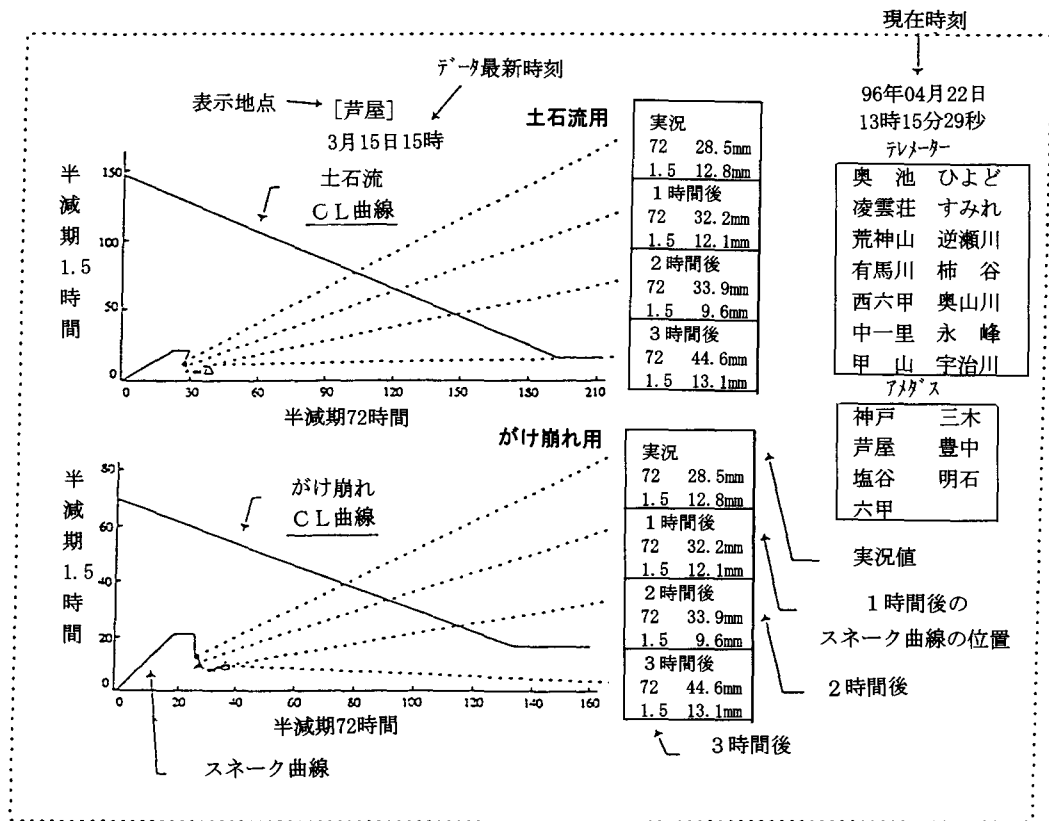 現在時刻
データ最新時刻
表示地点
[芦屋]
3月15日15時
96年04月22日
13時15分29秒
土石流用
半減期1.5時間
150
100
50
0
土石流
CL曲線
0 30 60 90 120 150 180 210
半減期72時間
実況
72 28.5mm
1.5 12.8mm
1時間後
72 32.2mm
1.5 12.1mm
2時間後
72 33.9mm
1.5 9.6mm
3時間後
72 44.6mm
1.5 13.1mm
テレメーター
奥 池 ひよど
凌雲荘 すみれ
荒神山 逆瀬川
有馬川 柿 谷
西六甲 奥山川
中一里 永 峰
甲 山 宇治川
アメダス
神戸 三木
芦屋 豊中
塩谷 明石
六甲
がけ崩れ用
半減期1.5時間
80
60
40
20
0
がけ崩れ
CL曲線
0 20 40 60 80 100 120 140 160
半減期72時間
スネーク曲線
実況
72 28.5mm
1.5 12.8mm
1時間後
72 32.2mm
1.5 12.1mm
2時間後
72 33.9mm
1.5 9.6mm
3時間後
72 44.6mm
1.5 13.1mm
実況値
1時間後の
スネーク曲線の位置
2時間後
3時間後